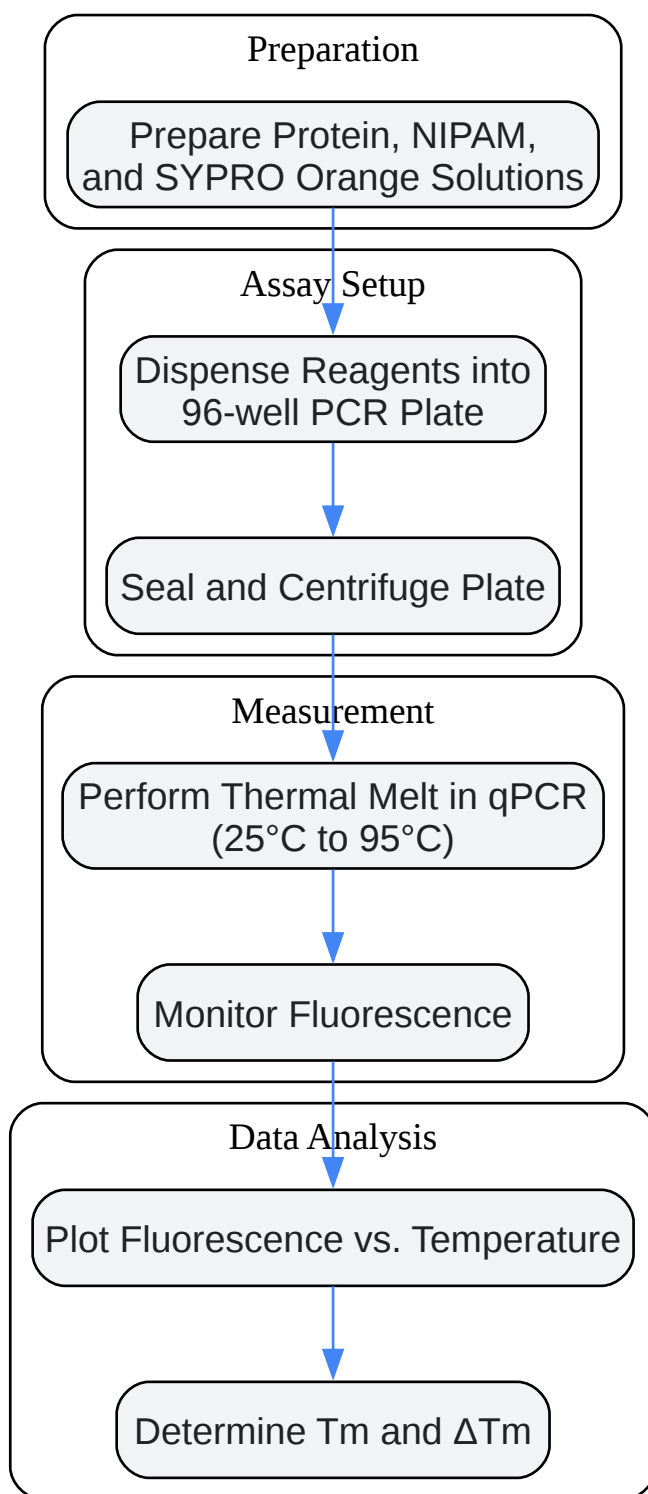 Preparation
Prepare Protein, NIPAM,
and SYPRO Orange Solutions
Assay Setup
Dispense Reagents into
96-well PCR Plate
Seal and Centrifuge Plate
Measurement
Perform Thermal Melt in qPCR
(25°C to 95°C)
Monitor Fluorescence
Data Analysis
Plot Fluorescence vs. Temperature
Determine Tm and ΔTm